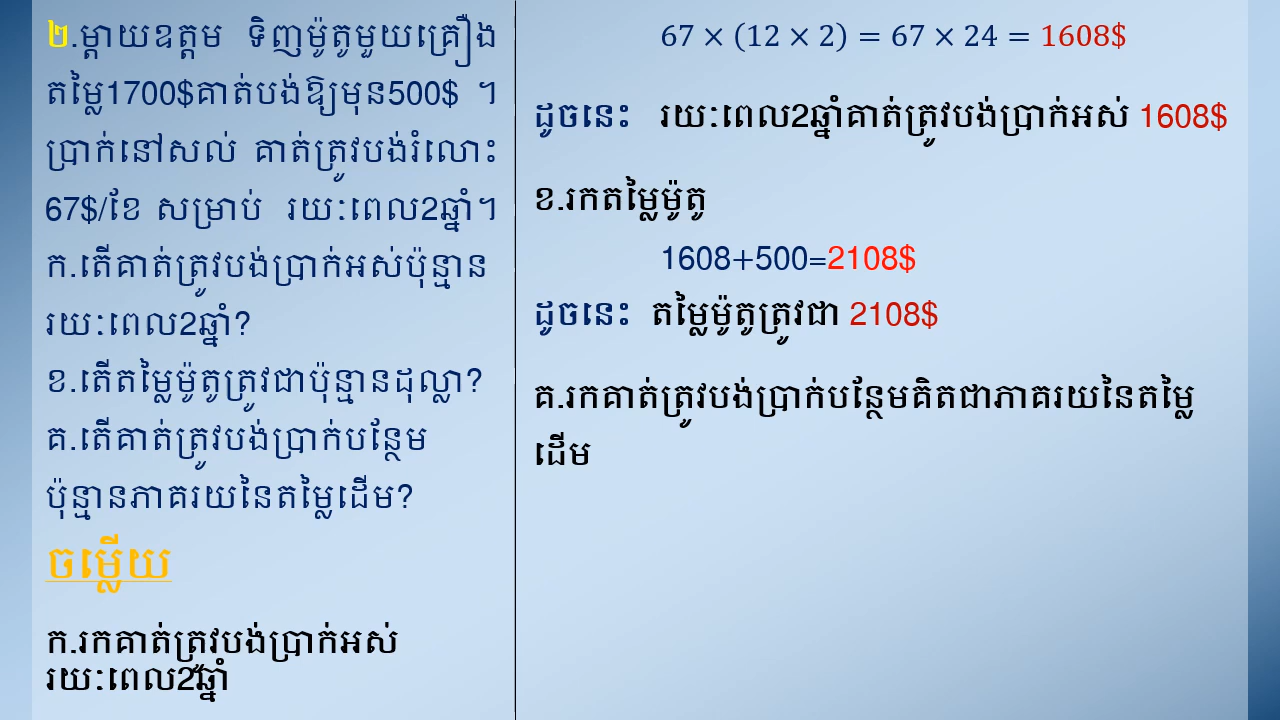 ២.ម្តាយឧត្តម ទិញម៉ូតូមួយគ្រឿង
តម្លៃ1700$គាត់បង់ឱ្យមុន500$ ។
ប្រាក់នៅសល់ គាត់ត្រូវបង់រំលោះ
67$/ខែ សម្រាប់ រយៈពេល2ឆ្នាំ។
ក.តើគាត់ត្រូវបង់ប្រាក់អស់ប៉ុន្មាន
រយៈពេល2ឆ្នាំ?
ខ.តើតម្លៃម៉ូតូត្រូវជាប៉ុន្មានដុល្លា?
គ.តើគាត់ត្រូវបង់ប្រាក់បន្ថែម
ប៉ុន្មានភាគរយនៃតម្លៃដើម?
ចម្លើយ
ក.រកគាត់ត្រូវបង់ប្រាក់អស់
រយៈពេល2ឆ្នាំ
67 × (12 × 2) = 67 × 24 = 1608$
ដូចនេះ រយៈពេល2ឆ្នាំគាត់ត្រូវបង់ប្រាក់អស់ 1608$
ខ.រកតម្លៃម៉ូតូ
1608+500=2108$
ដូចនេះ តម្លៃម៉ូតូត្រូវជា 2108$
គ.រកគាត់ត្រូវបង់ប្រាក់បន្ថែមគិតជាភាគរយនៃតម្លៃ
ដើម